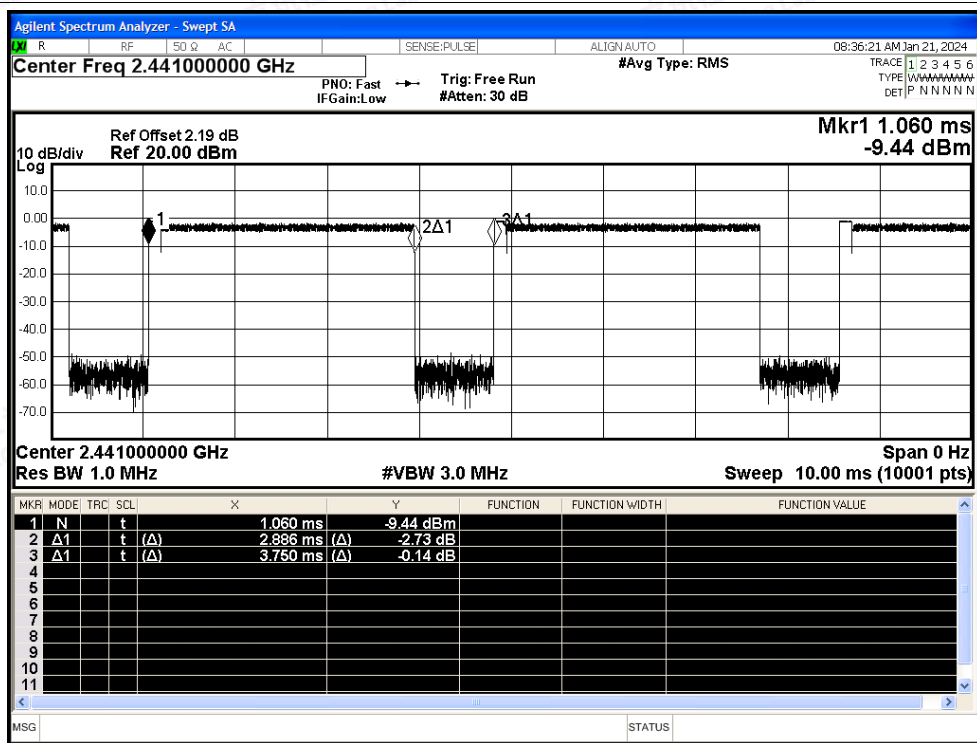 Agilent Spectrum Analyzer - Swept SA
LXI R RF 50 Ω AC SENSE:PULSE ALIGN AUTO 08:36:21 AM Jan 21, 2024
Center Freq 2.441000000 GHz #Avg Type: RMS TRACE 1 2 3 4 5 6
PNO: Fast Trig: Free Run TYPE W
IFGain:Low #Atten: 30 dB DET P N N N N N
Mkr1 1.060 ms
Ref Offset 2.19 dB
10 dB/div Ref 20.00 dBm -9.44 dBm
Log
10.0
0.00 1 2Δ1 3Δ1
-10.0
-20.0
-30.0
-40.0
-50.0
-60.0
-70.0
Center 2.441000000 GHz Span 0 Hz
Res BW 1.0 MHz #VBW 3.0 MHz Sweep 10.00 ms (10001 pts)
MKR MODE TRC SCL X Y FUNCTION FUNCTION WIDTH FUNCTION VALUE
1 N t 1.060 ms -9.44 dBm
2 Δ1 t (Δ) 2.886 ms (Δ) -2.73 dB
3 Δ1 t (Δ) 3.750 ms (Δ) -0.14 dB
4
5
6
7
8
9
10
11
MSG STATUS